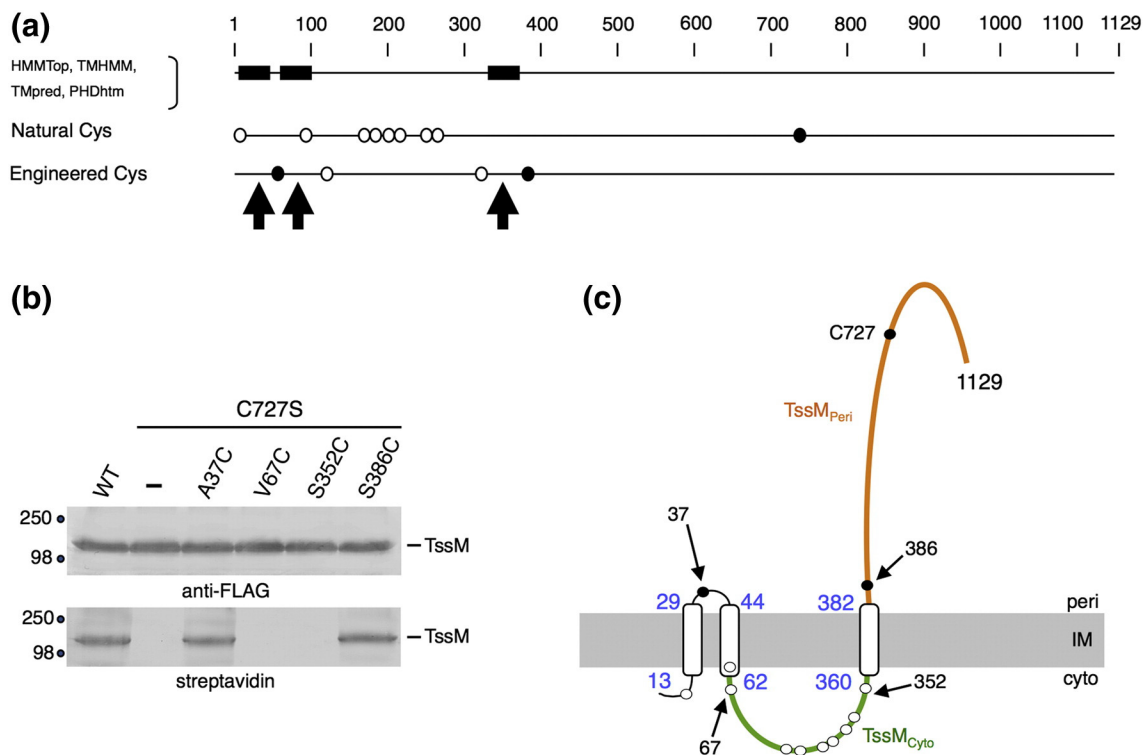 (a)
1 100 200 300 400 500 600 700 800 900 1000 1100 1129
HMMTop, TMHMM,
TMpred, PHDhtm
Natural Cys
Engineered Cys
(b)
C727S
WT – A37C V67C S352C S386C
250
98
TssM
anti-FLAG
250
98
TssM
streptavidin
(c)
C727
1129
TssMPeri
37
386
29 44 382 peri
IM
13 62 360 cyto
352
67
TssMCyto